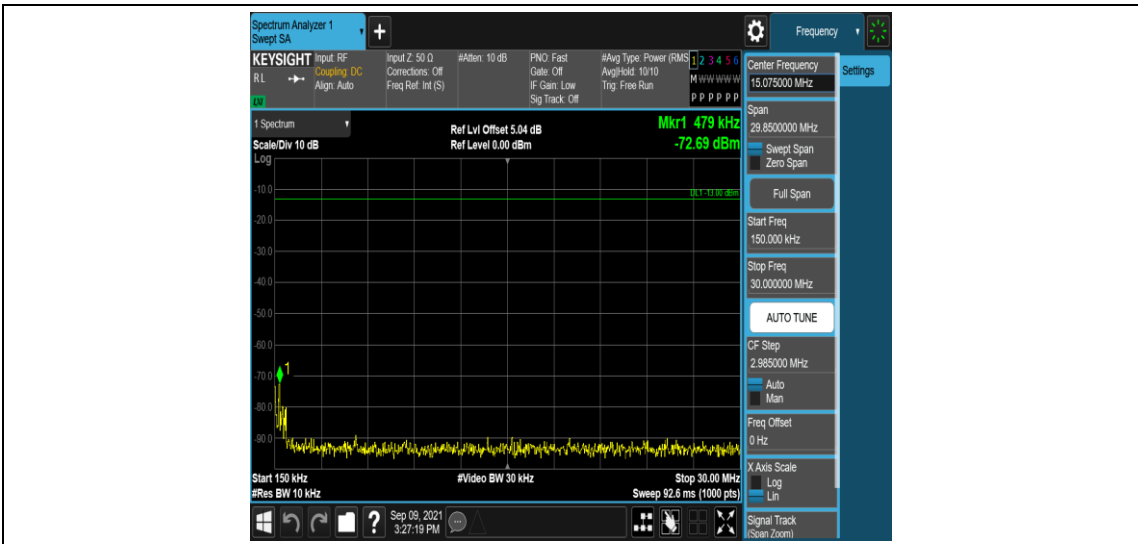 Spectrum Analyzer 1
Swept SA
+
Frequency
KEYSIGHT
RL
LXI
Input: RF
Coupling: DC
Align: Auto
Input Z: 50 Ω
Corrections: Off
Freq Ref: Int (S)
#Atten: 10 dB
PNO: Fast
Gate: Off
IF Gain: Low
Sig Track: Off
#Avg Type: Power (RMS
Avg|Hold: 10/10
Trig: Free Run
1 2 3 4 5 6
M W W W W W
P P P P P P
Center Frequency
15.075000 MHz
Settings
1 Spectrum
Scale/Div 10 dB
Log
Ref Lvl Offset 5.04 dB
Ref Level 0.00 dBm
Mkr1 479 kHz
-72.69 dBm
Span
29.8500000 MHz
Swept Span
Zero Span
Full Span
DL1 -13.00 dBm
-10.0
-20.0
-30.0
-40.0
-50.0
-60.0
-70.0
-80.0
-90.0
1
Start Freq
150.000 kHz
Stop Freq
30.000000 MHz
AUTO TUNE
CF Step
2.985000 MHz
Auto
Man
Freq Offset
0 Hz
X Axis Scale
Log
Lin
Signal Track
(Span Zoom)
Start 150 kHz
#Video BW 30 kHz
Stop 30.00 MHz
#Res BW 10 kHz
Sweep 92.6 ms (1000 pts)
?
Sep 09, 2021
3:27:19 PM